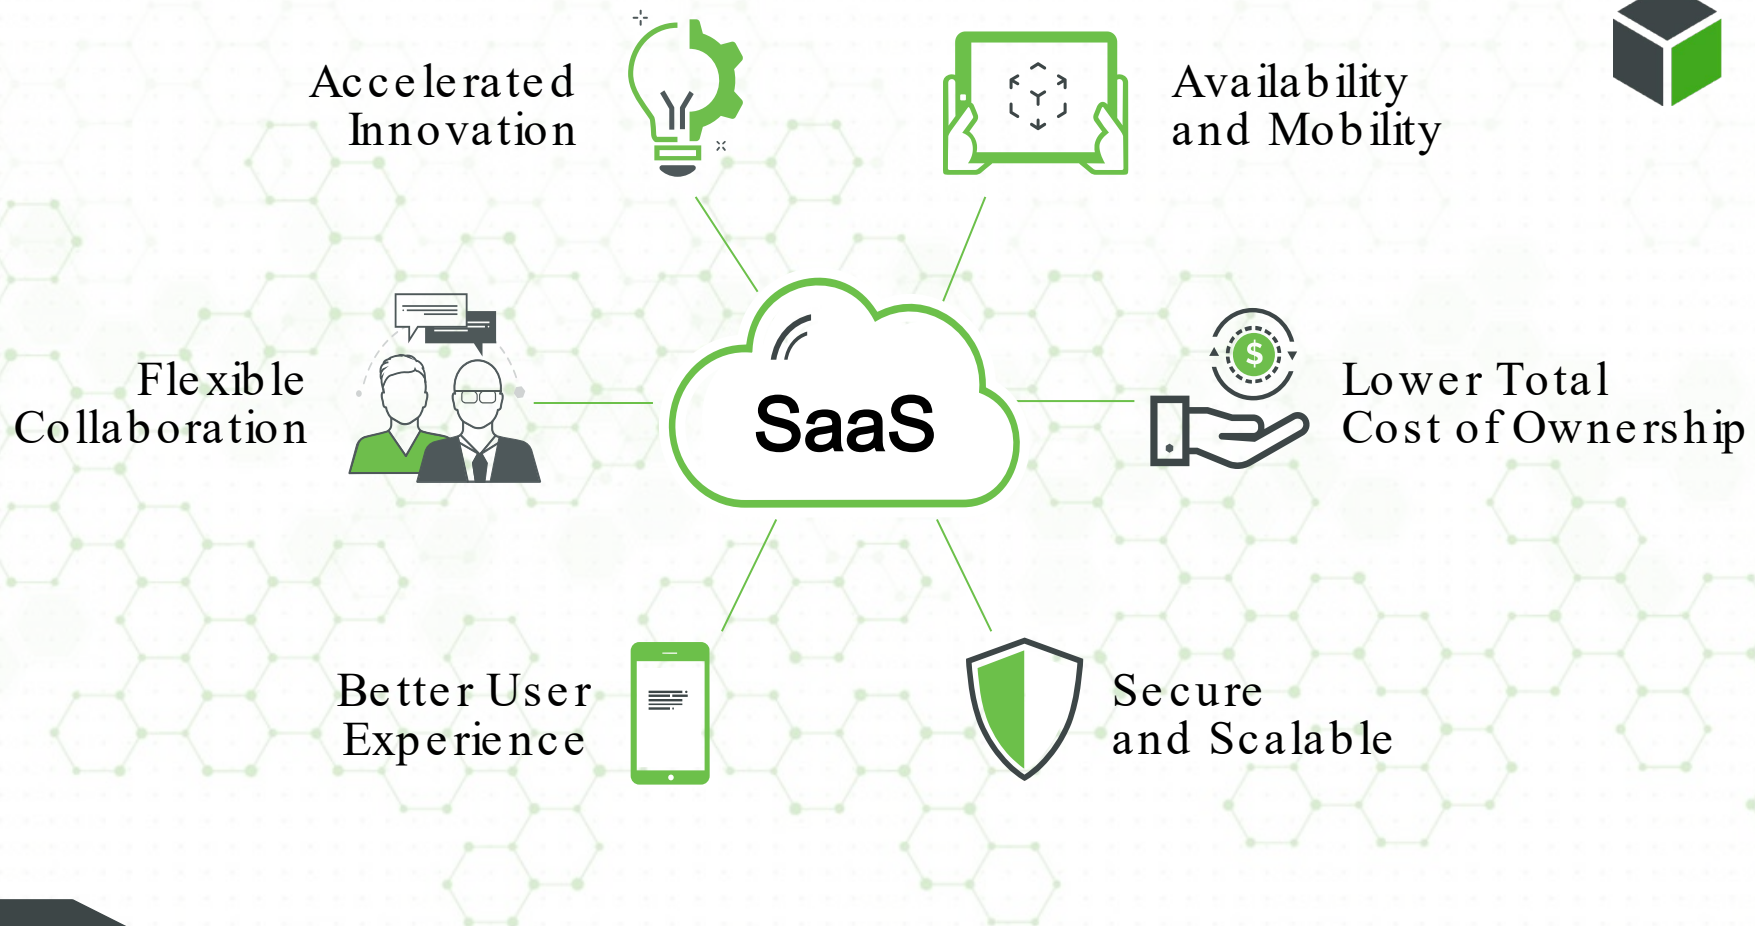 Accelerated
Innovation
Availability
and Mobility
Flexible
Collaboration
SaaS
$
Lower Total
Cost of Ownership
Better User
Experience
Secure
and Scalable